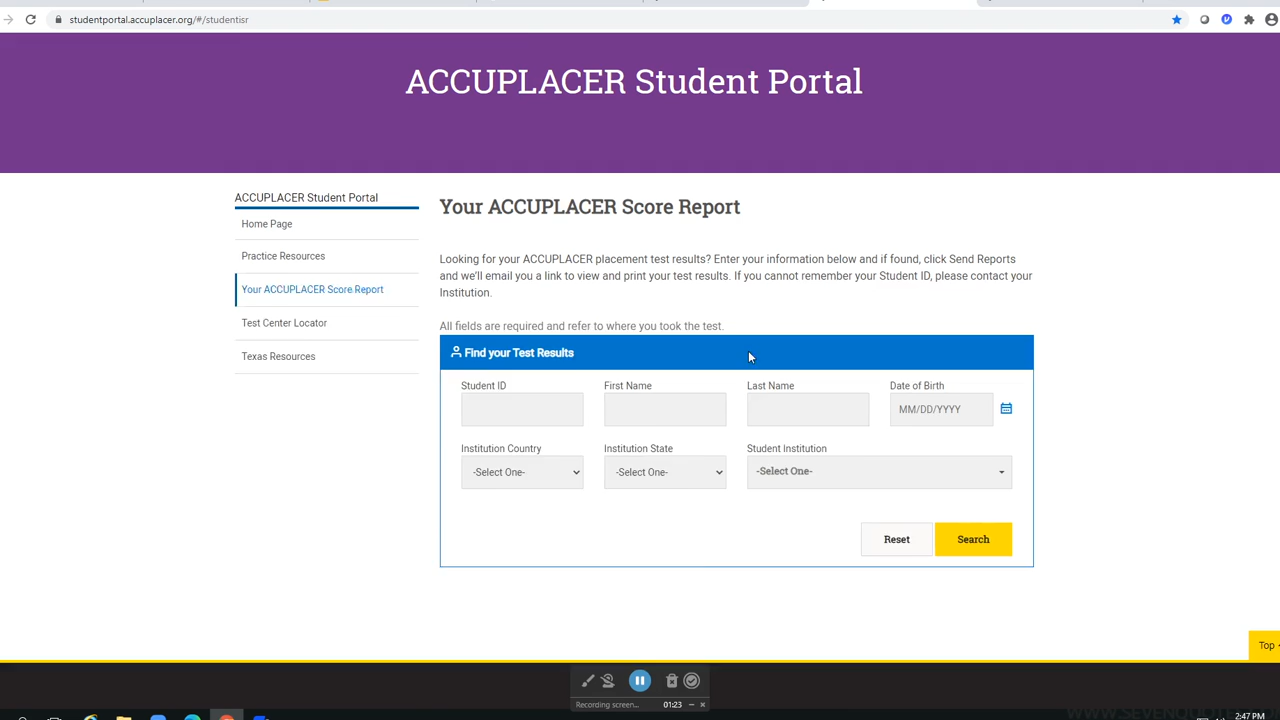 studentportal.accuplacer.org/#/studentisr
ACCUPLACER Student Portal
ACCUPLACER Student Portal
Home Page
Practice Resources
Your ACCUPLACER Score Report
Test Center Locator
Texas Resources
Your ACCUPLACER Score Report
Looking for your ACCUPLACER placement test results? Enter your information below and if found, click Send Reports
and we'll email you a link to view and print your test results. If you cannot remember your Student ID, please contact your
Institution.
All fields are required and refer to where you took the test.
Find your Test Results
Student ID
First Name
Last Name
Date of Birth
MM/DD/YYYY
Institution Country
Institution State
Student Institution
-Select One-
-Select One-
-Select One-
Reset
Search
Top
Recording screen...
01:23
2:47 PM